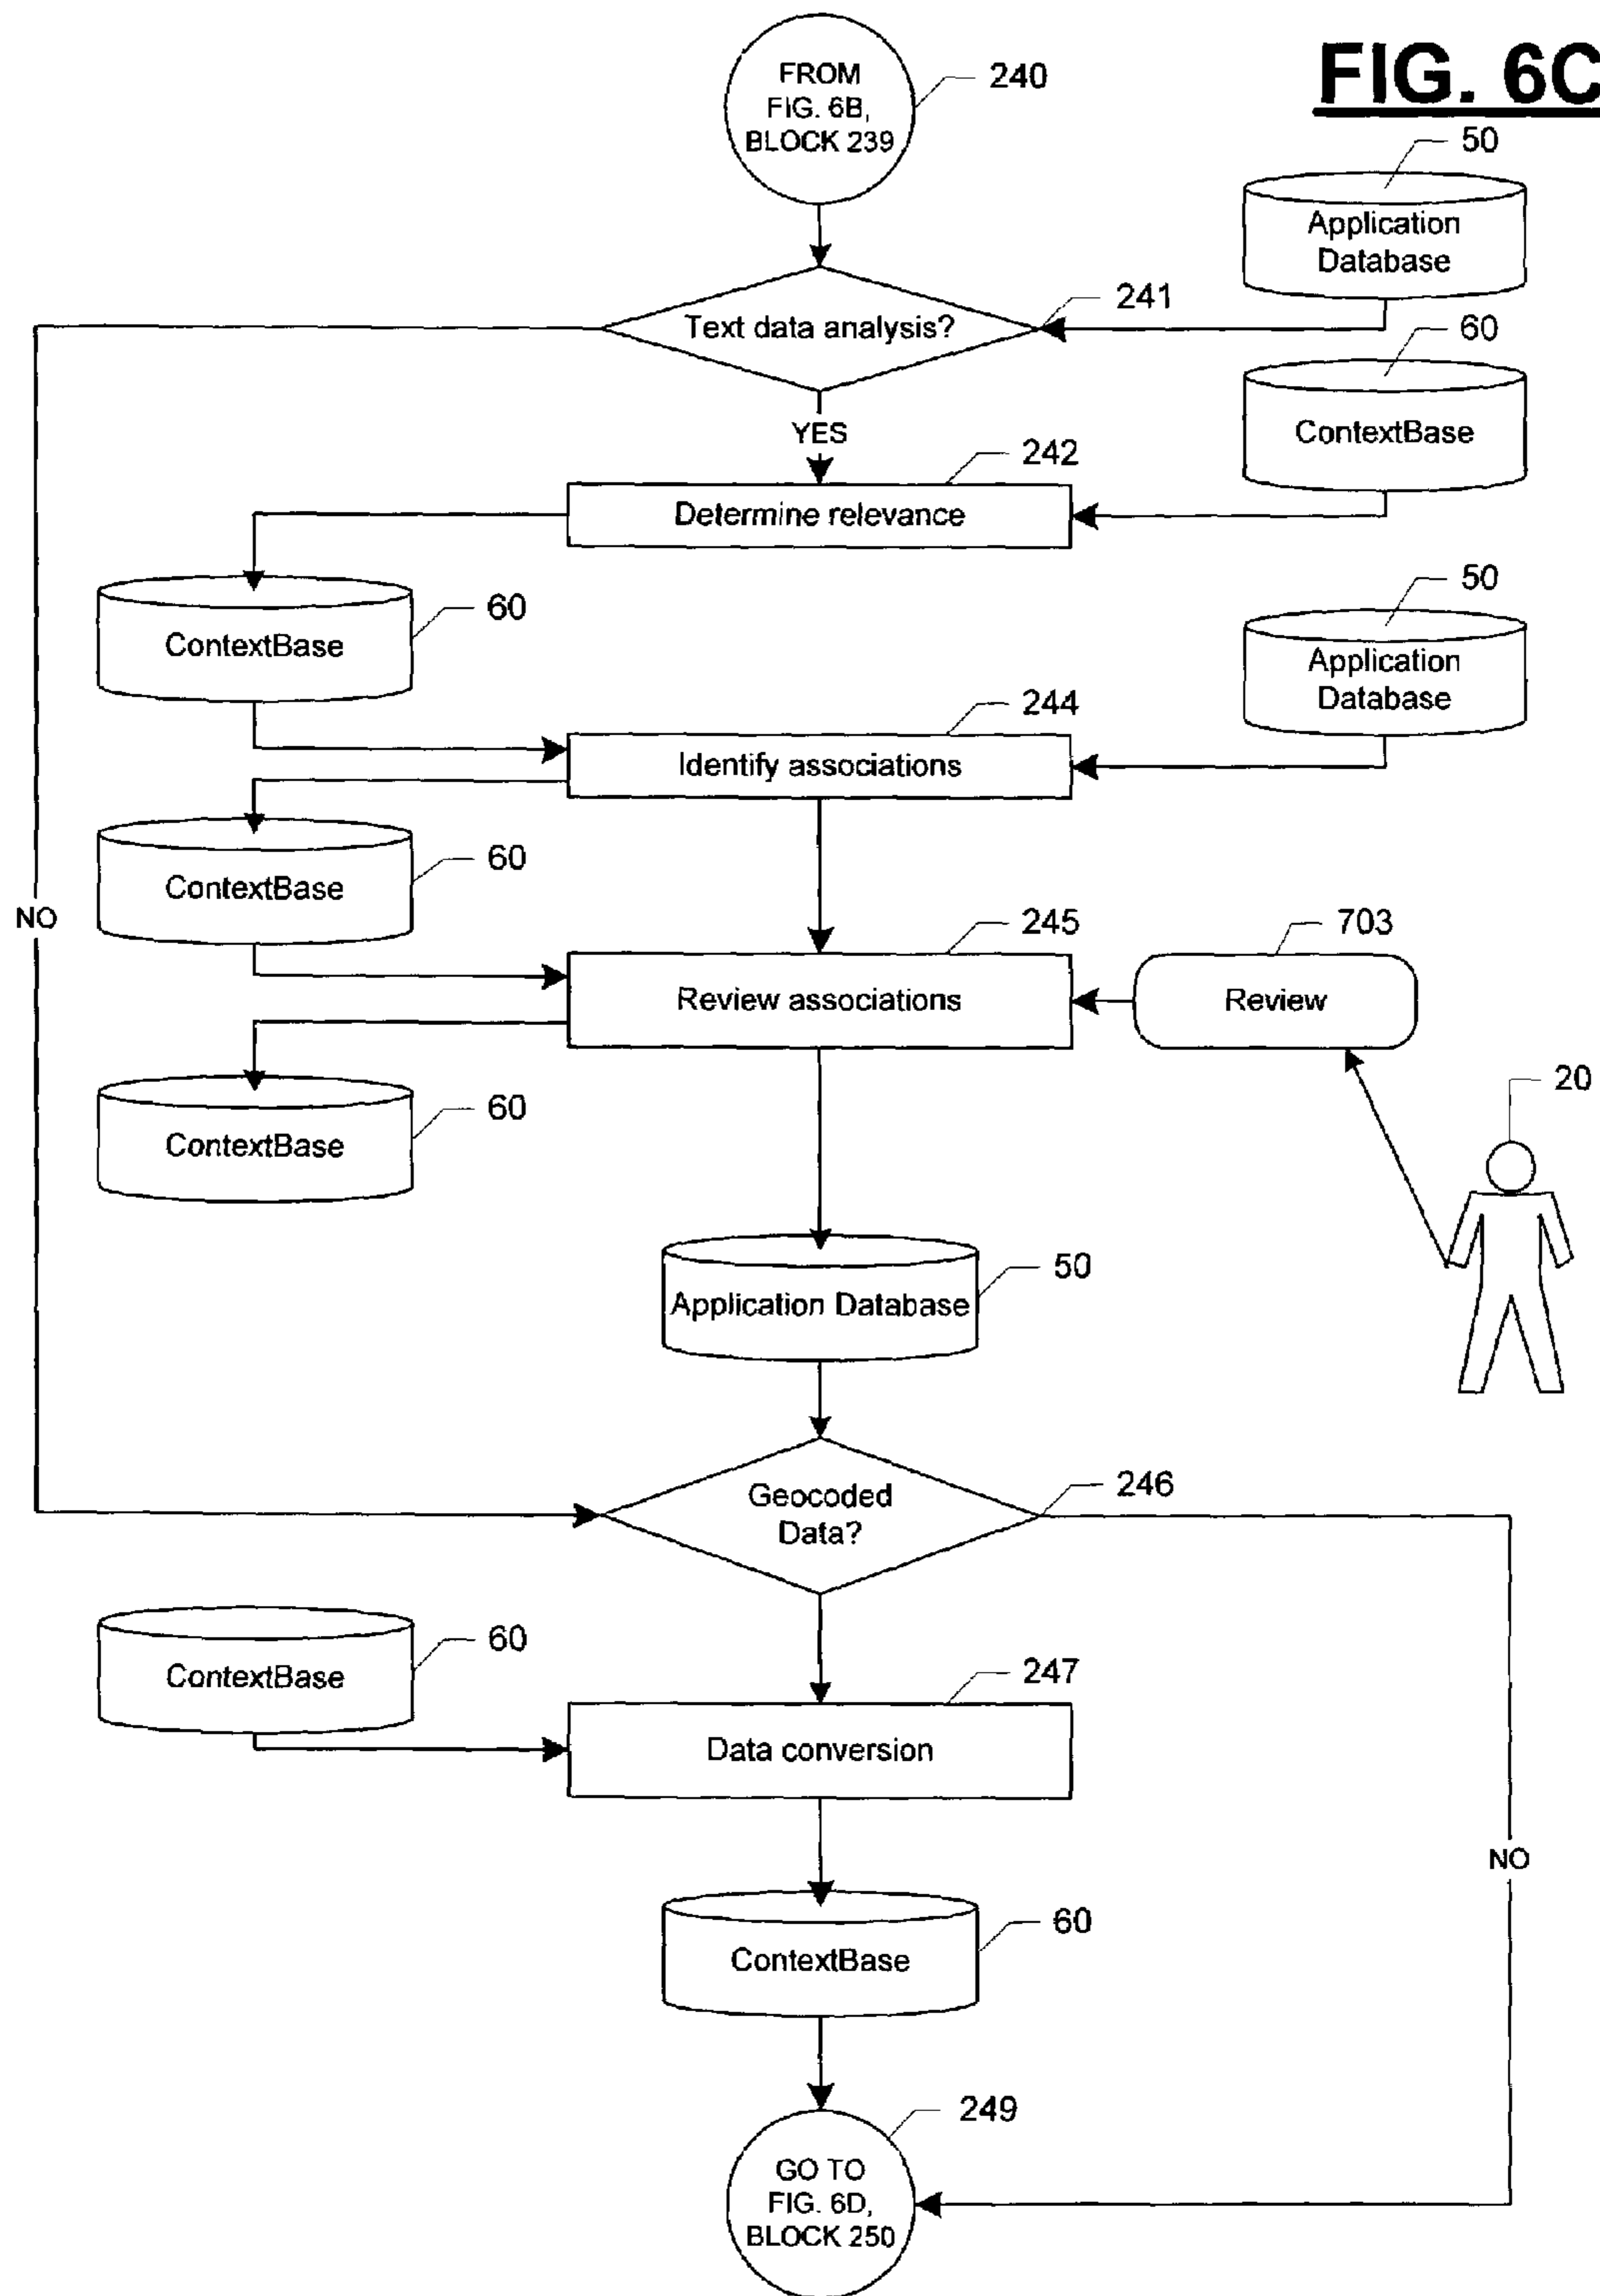 FIG. 6C
FROM
FIG. 6B,
BLOCK 239
240
50
Application
Database
241
Text data analysis?
60
ContextBase
YES
242
Determine relevance
60
ContextBase
50
Application
Database
244
Identify associations
60
ContextBase
NO
245
Review associations
703
Review
60
ContextBase
20
50
Application Database
246
Geocoded
Data?
60
ContextBase
247
Data conversion
NO
60
ContextBase
249
GO TO
FIG. 6D,
BLOCK 250